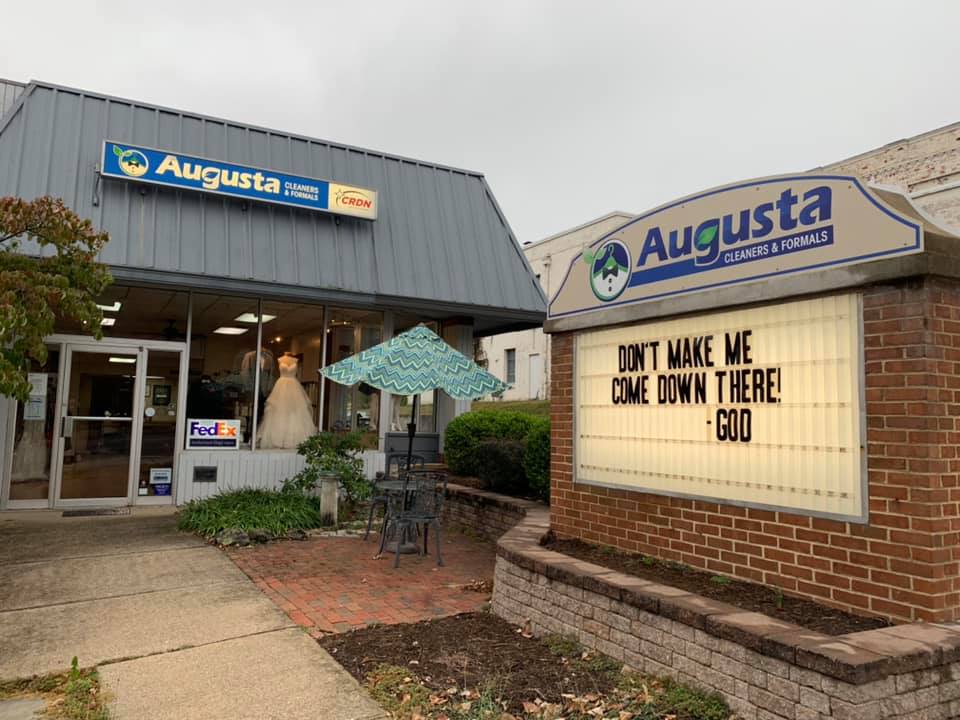 Augusta
CLEANERS
& FORMALS
CRDN
FedEx
Augusta
CLEANERS & FORMALS
DON'T MAKE ME
COME DOWN THERE!
- GOD